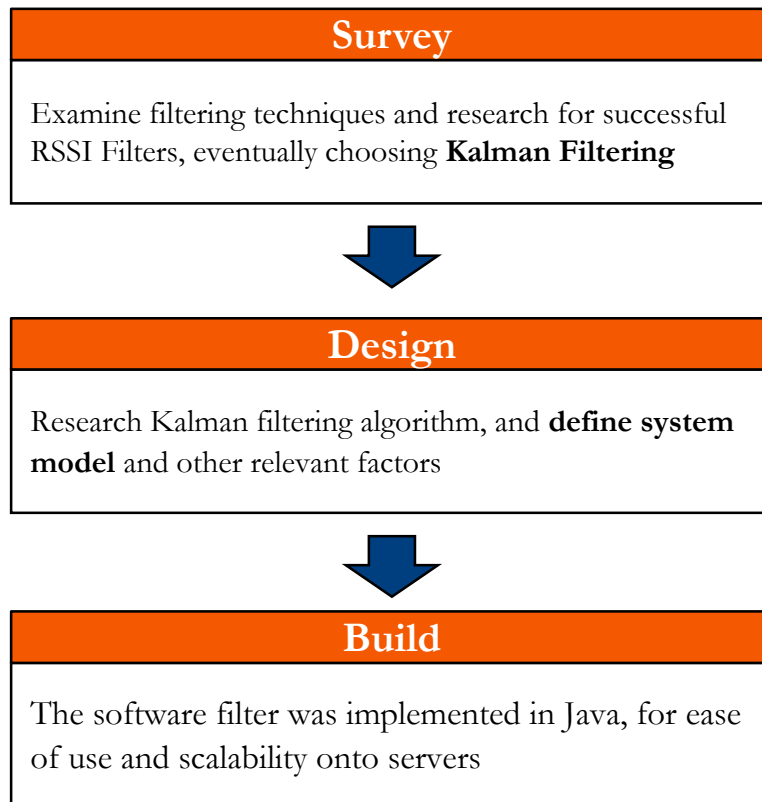 Survey
Examine filtering techniques and research for successful
RSSI Filters, eventually choosing Kalman Filtering
Design
Research Kalman filtering algorithm, and define system
model and other relevant factors
Build
The software filter was implemented in Java, for ease
of use and scalability onto servers